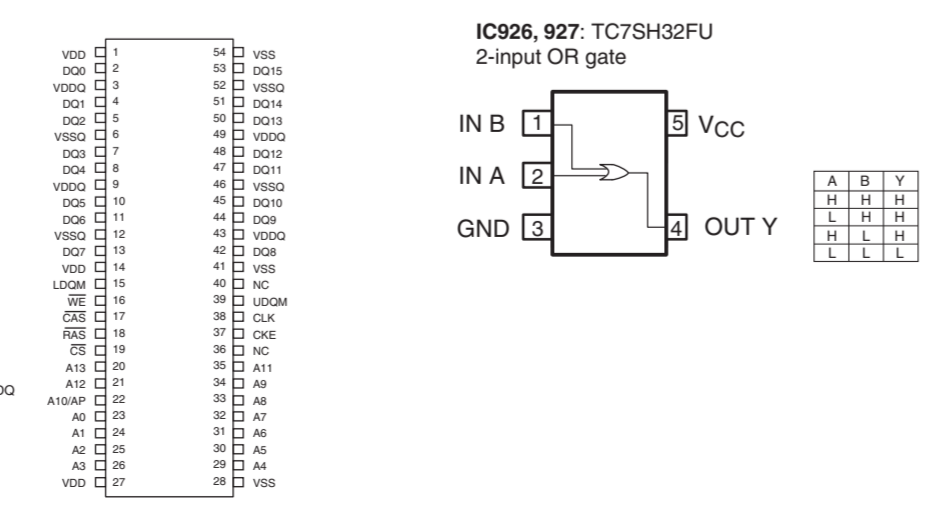 VDD 1 54 VSS
DQ0 2 53 DQ15
VDDQ 3 52 VSSQ
DQ1 4 51 DQ14
DQ2 5 50 DQ13
VSSQ 6 49 VDDQ
DQ3 7 48 DQ12
DQ4 8 47 DQ11
VDDQ 9 46 VSSQ
DQ5 10 45 DQ10
DQ6 11 44 DQ9
VSSQ 12 43 VDDQ
DQ7 13 42 DQ8
VDD 14 41 VSS
LDQM 15 40 NC
WE 16 39 UDQM
CAS 17 38 CLK
RAS 18 37 CKE
CS 19 36 NC
A13 20 35 A11
A12 21 34 A9
A10/AP 22 33 A8
A0 23 32 A7
A1 24 31 A6
A2 25 30 A5
A3 26 29 A4
VDD 27 28 VSS
IC926, 927: TC7SH32FU
2-input OR gate
IN B 1 5 VCC
IN A 2
GND 3 4 OUT Y
A B Y
H H H
L H H
H L H
L L L